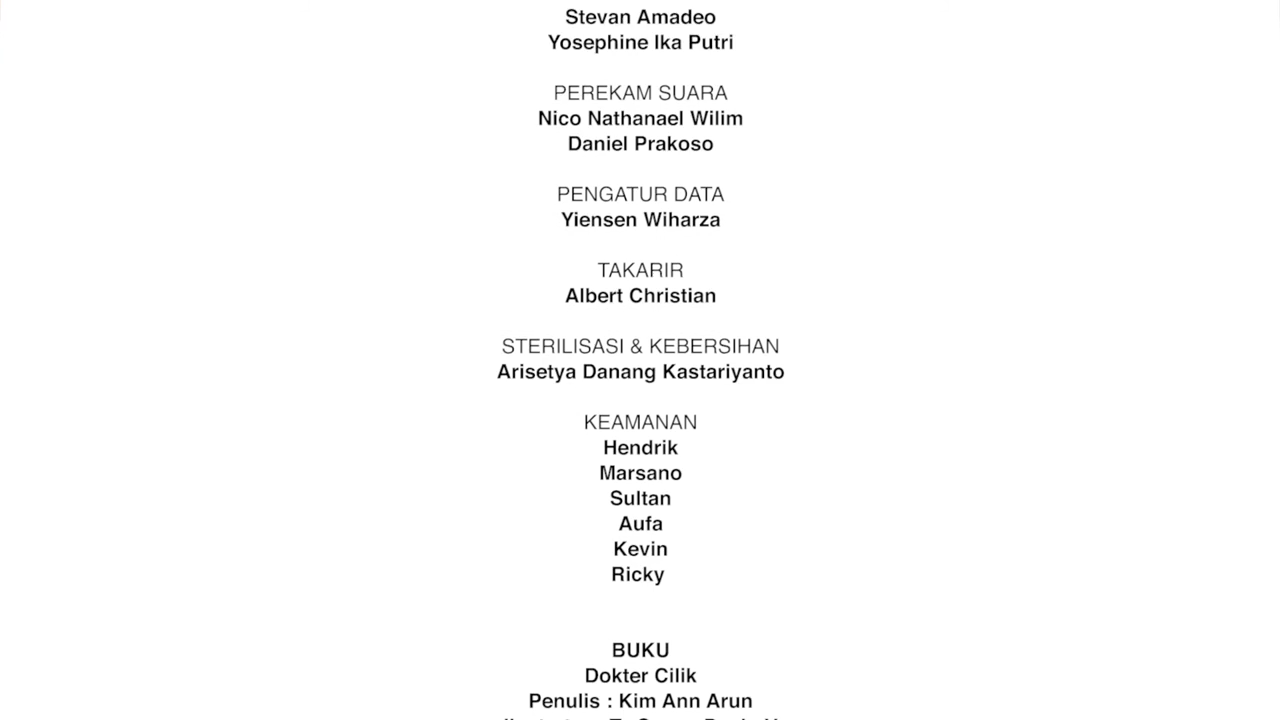 Stevan Amadeo
Yosephine Ika Putri
PEREKAM SUARA
Nico Nathanael Wilim
Daniel Prakoso
PENGATUR DATA
Yiensen Wiharza
TAKARIR
Albert Christian
STERILISASI & KEBERSIHAN
Arisetya Danang Kastariyanto
KEAMANAN
Hendrik
Marsano
Sultan
Aufa
Kevin
Ricky
BUKU
Dokter Cilik
Penulis : Kim Ann Arun